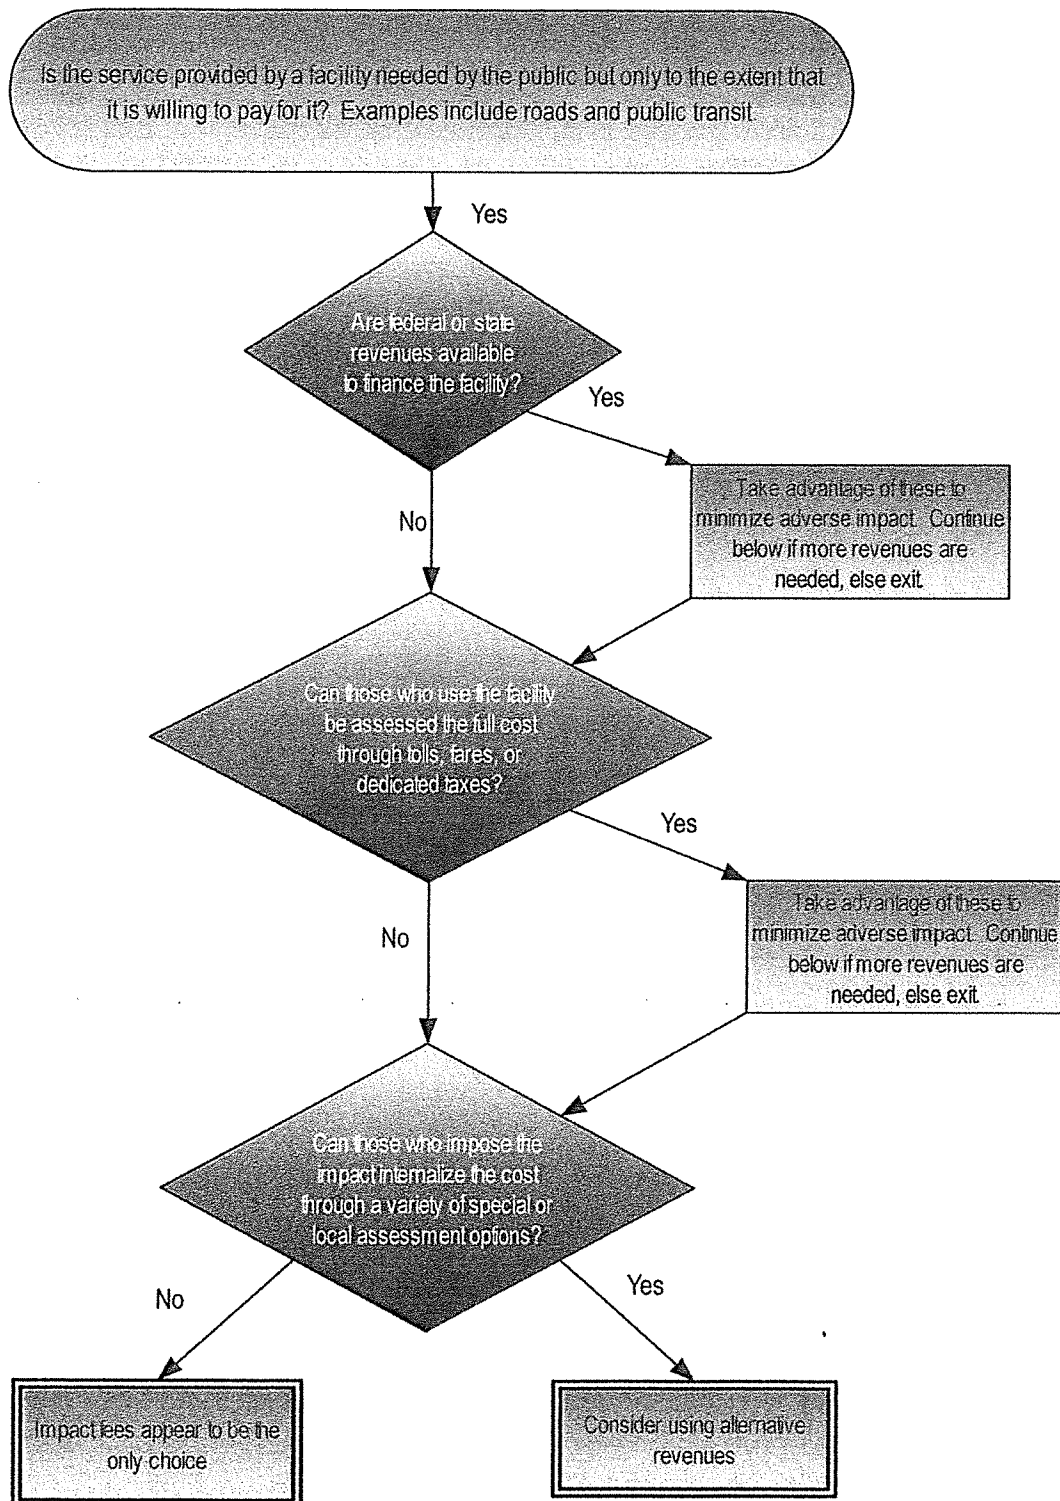 Is the service provided by a facility needed by the public but only to the extent that
it is willing to pay for it? Examples include roads and public transit.
Yes
Are federal or state
revenues available
to finance the facility?
Yes
Take advantage of these to
minimize adverse impact. Continue
below if more revenues are
needed, else exit.
No
Can those who use the facility
be assessed the full cost
through tolls, fares, or
dedicated taxes?
Yes
Take advantage of these to
minimize adverse impact. Continue
below if more revenues are
needed, else exit.
No
Can those who impose the
impact internalize the cost
through a variety of special or
local assessment options?
No
Yes
Impact fees appear to be the
only choice
Consider using alternative
revenues